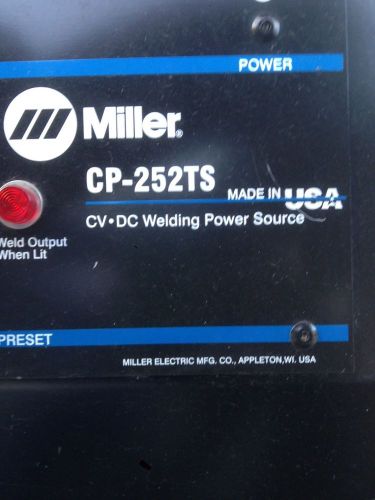 POWER
Miller®
CP-252TS
MADE IN USA
CV•DC Welding Power Source
Weld Output
When Lit
PRESET
MILLER ELECTRIC MFG. CO., APPLETON,WI. USA